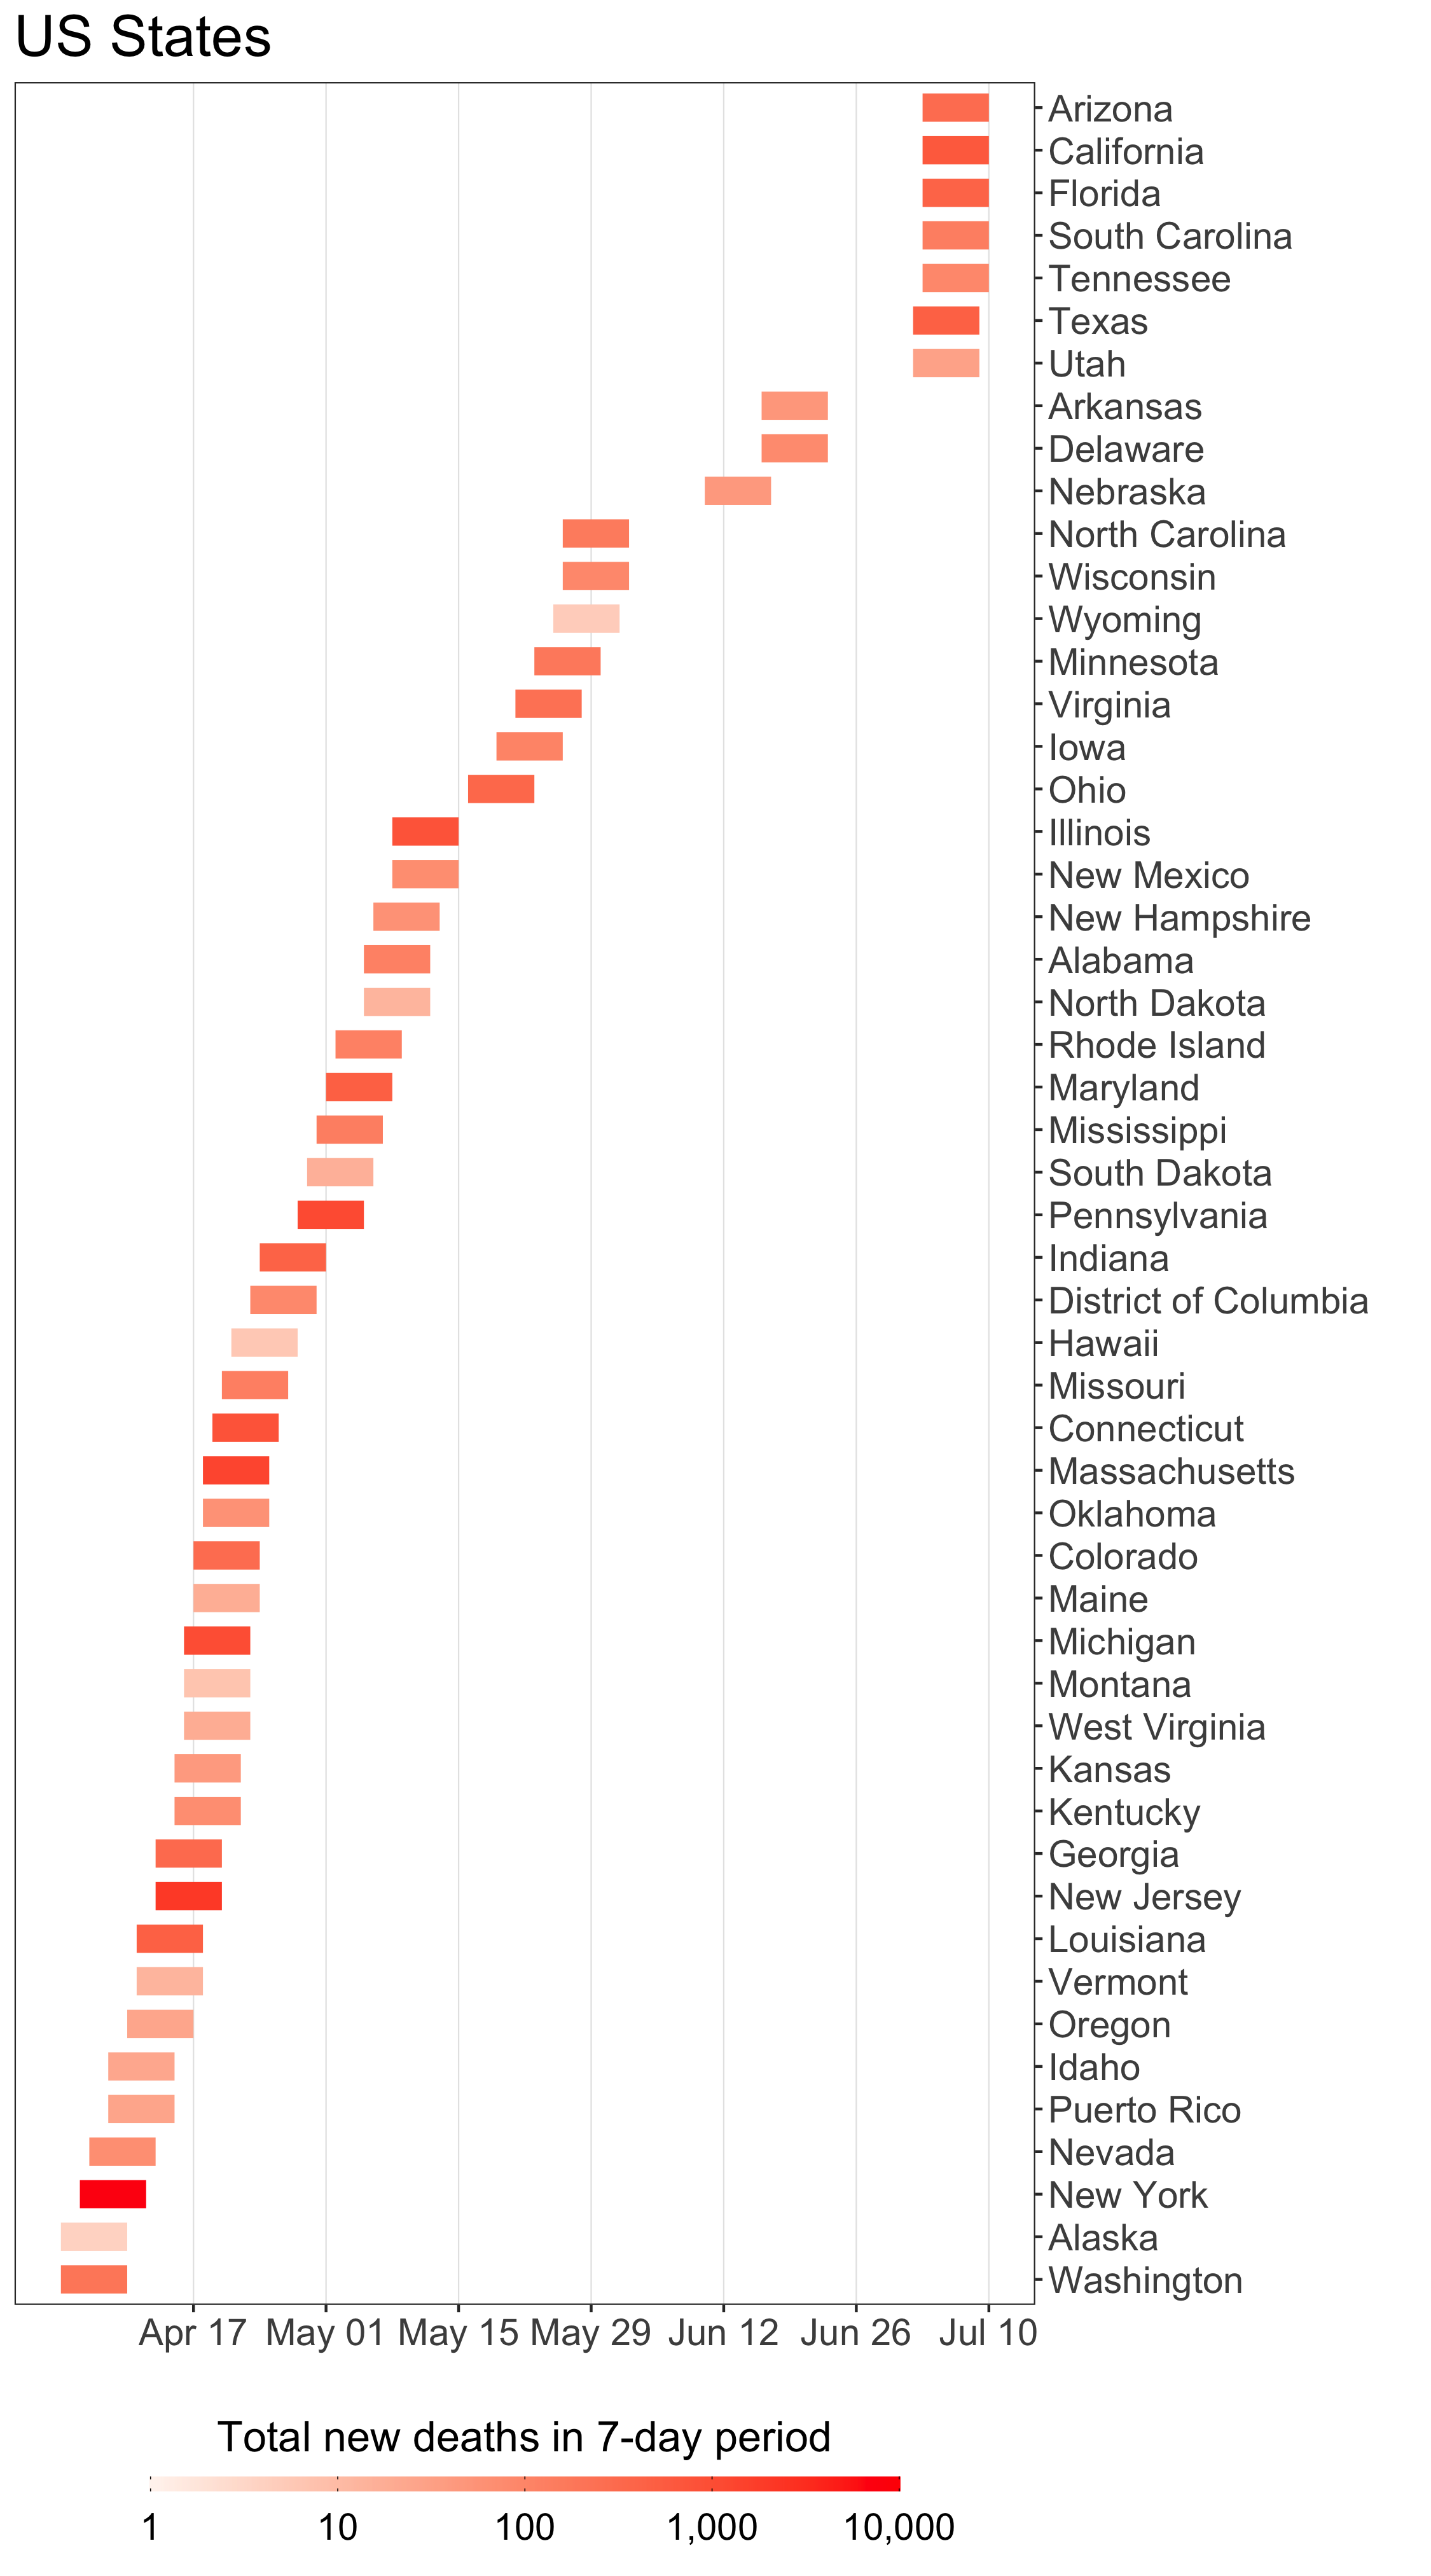 US States
Arizona
California
Florida
South Carolina
Tennessee
Texas
Utah
Arkansas
Delaware
Nebraska
North Carolina
Wisconsin
Wyoming
Minnesota
Virginia
Iowa
Ohio
Illinois
New Mexico
New Hampshire
Alabama
North Dakota
Rhode Island
Maryland
Mississippi
South Dakota
Pennsylvania
Indiana
District of Columbia
Hawaii
Missouri
Connecticut
Massachusetts
Oklahoma
Colorado
Maine
Michigan
Montana
West Virginia
Kansas
Kentucky
Georgia
New Jersey
Louisiana
Vermont
Oregon
Idaho
Puerto Rico
Nevada
New York
Alaska
Washington
Apr 17 May 01 May 15 May 29 Jun 12 Jun 26 Jul 10
Total new deaths in 7-day period
1 10 100 1,000 10,000